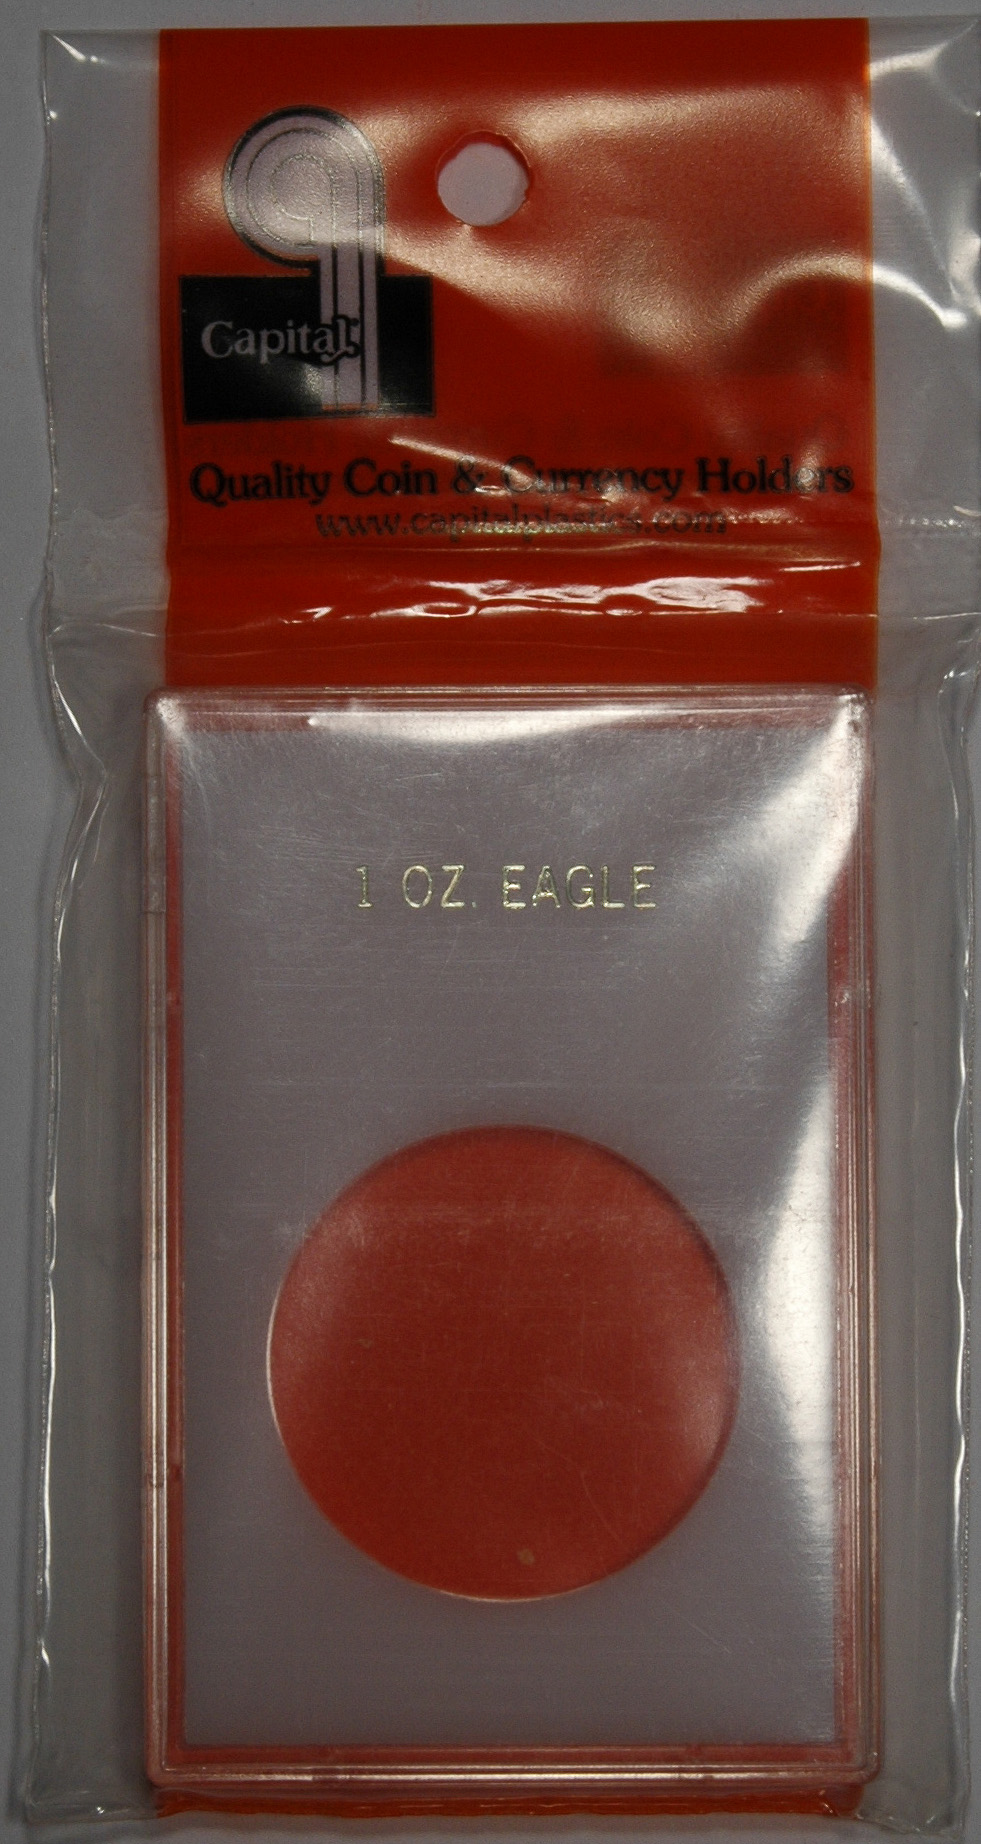 Capital
Quality Coin & Currency Holders
www.capitalplastics.com
1 OZ. EAGLE